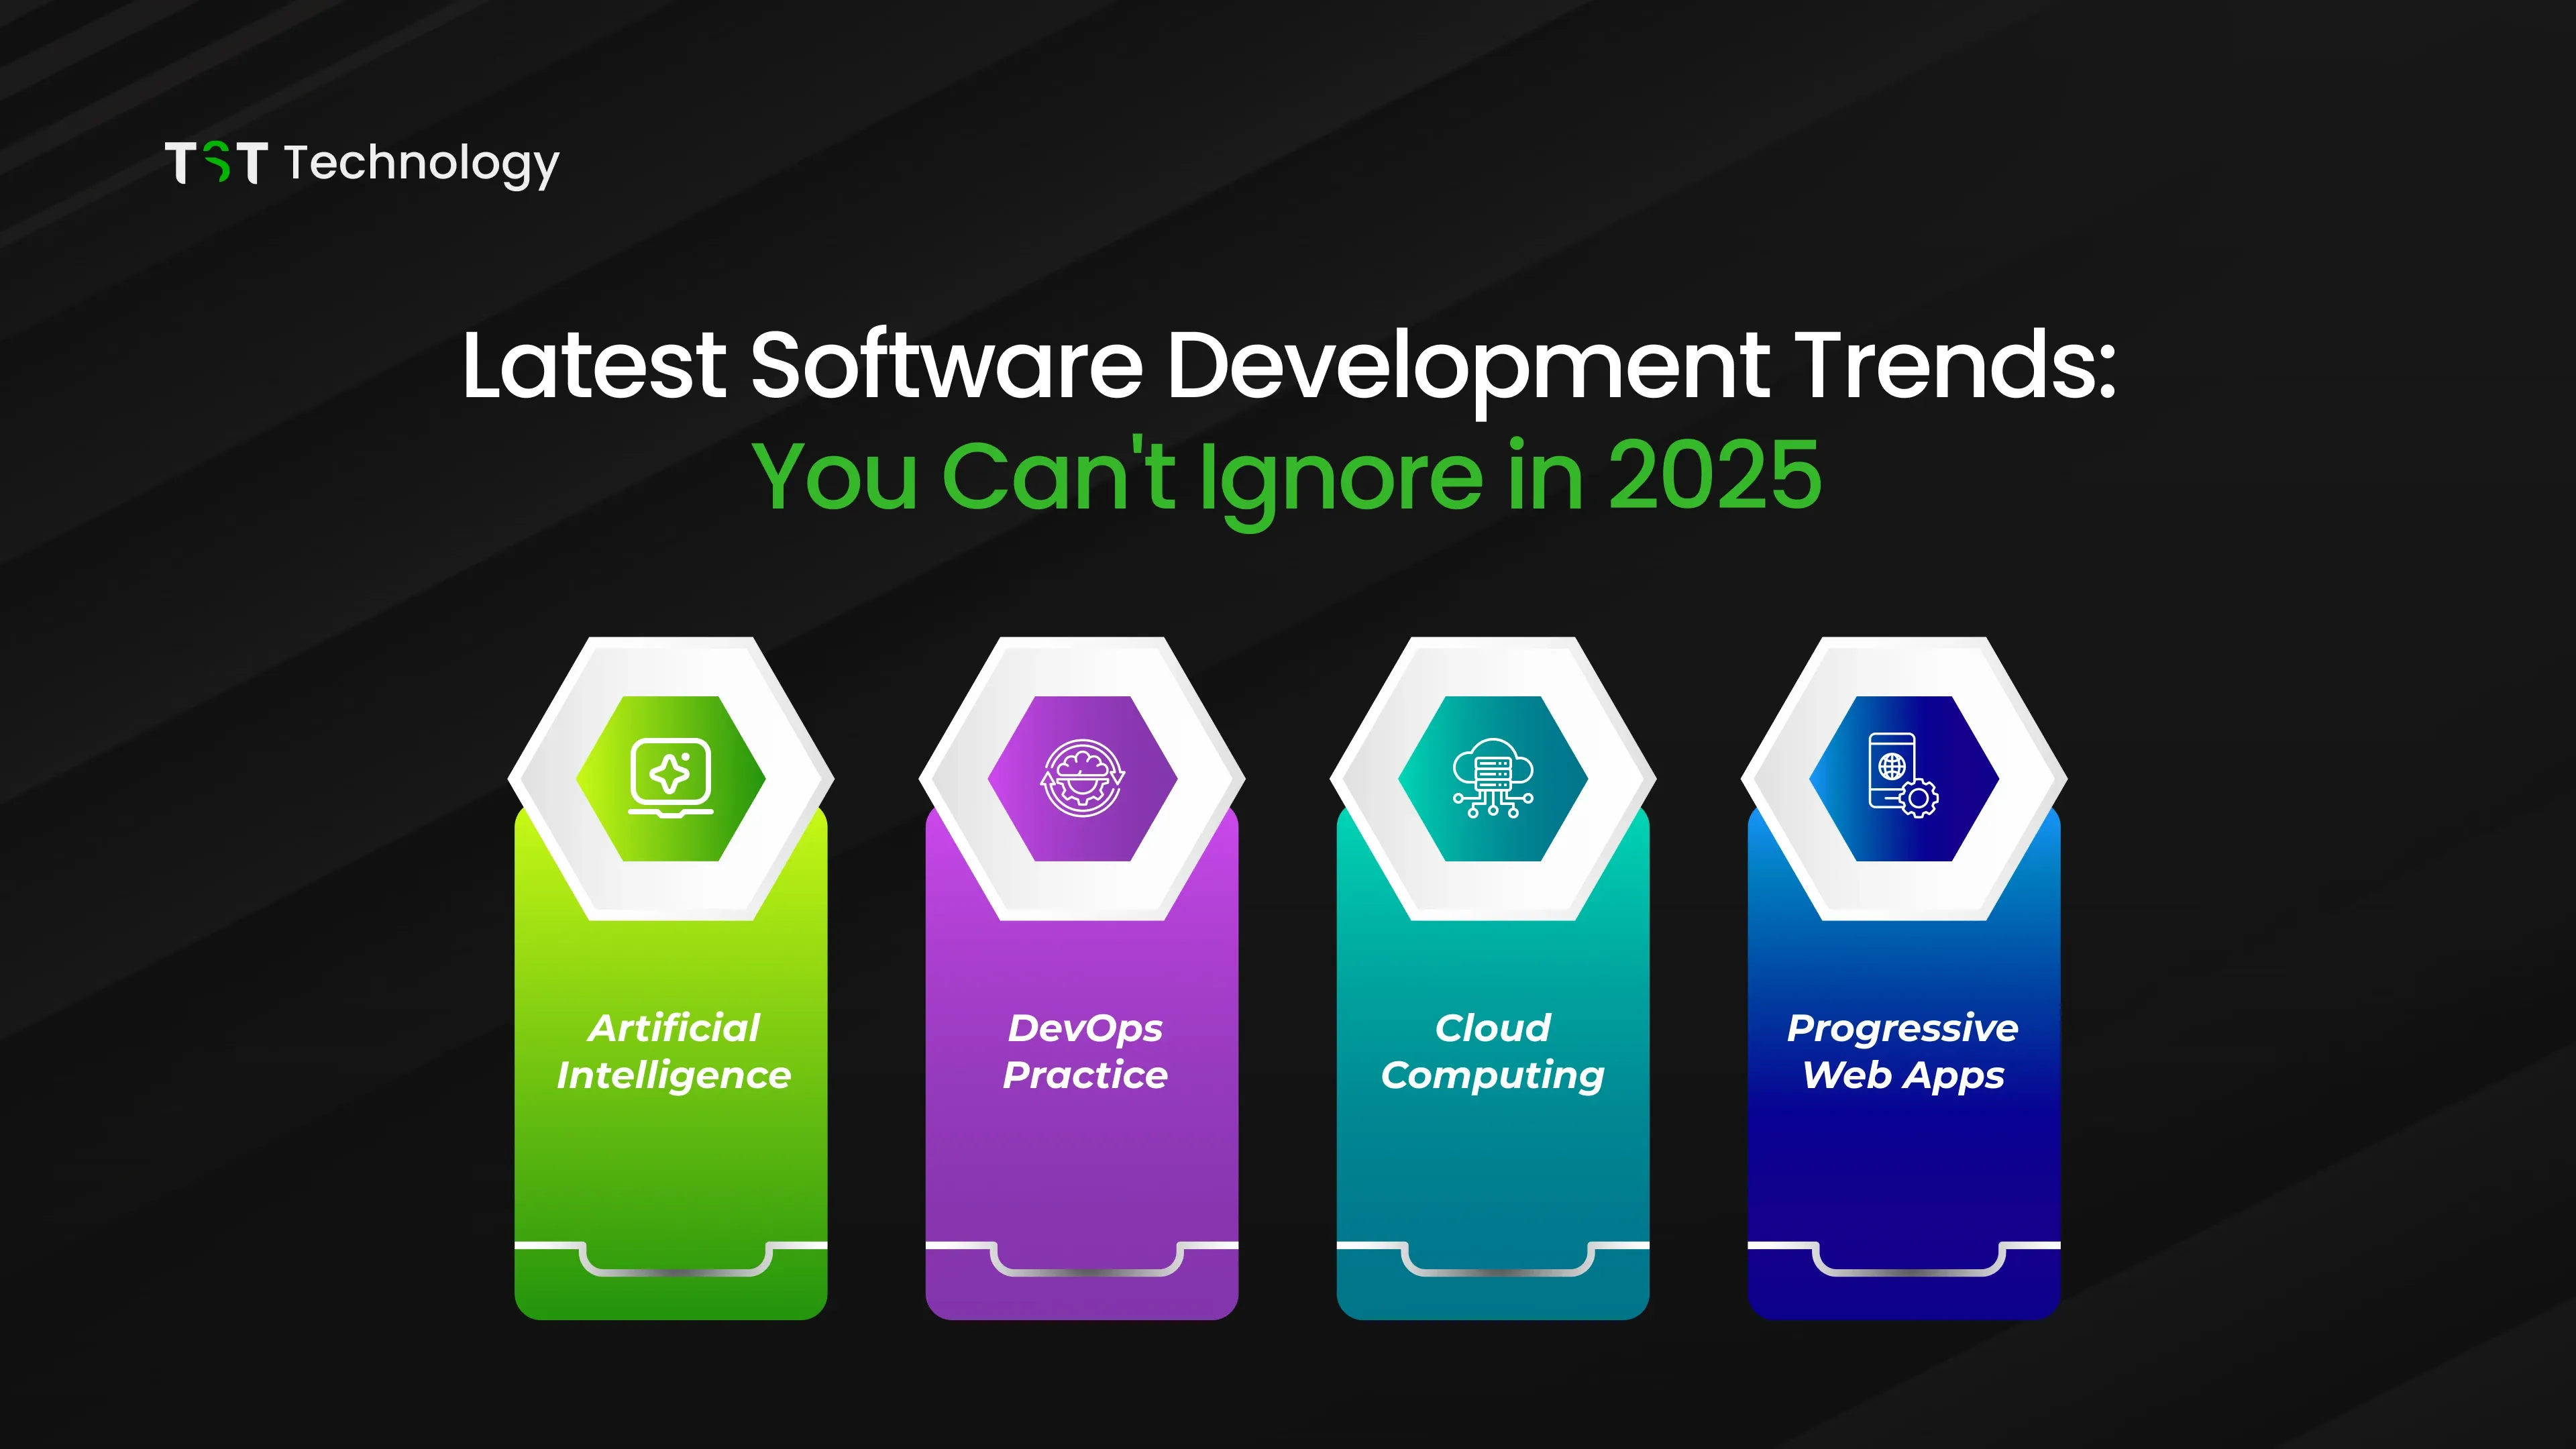 TST Technology
Latest Software Development Trends:
You Can't Ignore in 2025
Artificial
Intelligence
DevOps
Practice
Cloud
Computing
Progressive
Web Apps